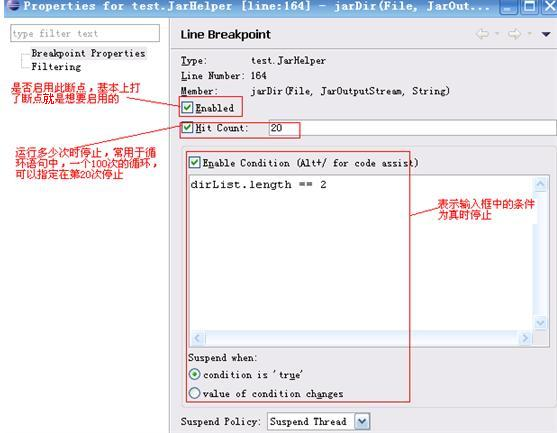 Properties for test.JarHelper [line:164] - jarDir(File, JarOut...
type filter text
Breakpoint Properties
Filtering
是否启用此断点，基本上打
了断点就是想要启用的
运行多少次时停止，常用于循
环语句中，一个100次的循环，
可以指定在第20次停止
Line Breakpoint
Type: test.JarHelper
Line Number: 164
Member: jarDir(File, JarOutputStream, String)
Enabled
Hit Count: 20
Enable Condition (Alt+/ for code assist)
dirList.length == 2
表示输入框中的条件
为真时停止
Suspend when:
condition is 'true'
value of condition changes
Suspend Policy: Suspend Thread